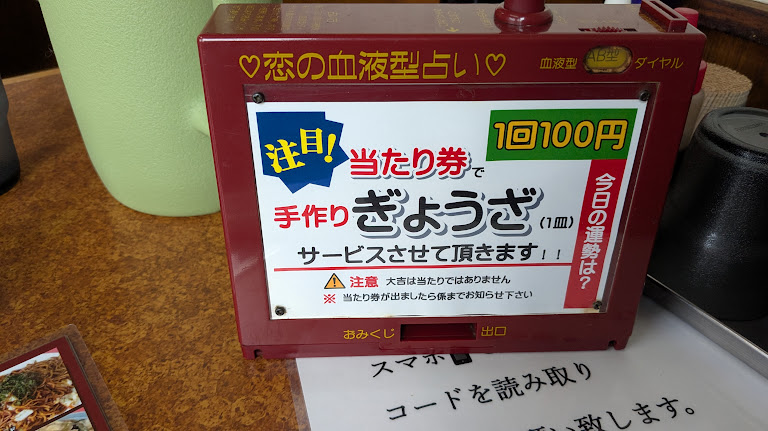 ♡恋の血液型占い♡
血液型 AB型 ダイヤル
注目!
1回100円
当たり券で
手作りぎょうざ(1皿)
サービスさせて頂きます!!
今日の運勢は?
⚠注意 大吉は当たりではありません
※ 当たり券が出ましたら係までお知らせ下さい
おみくじ 出口
スマホ
コードを読み取り
致します。